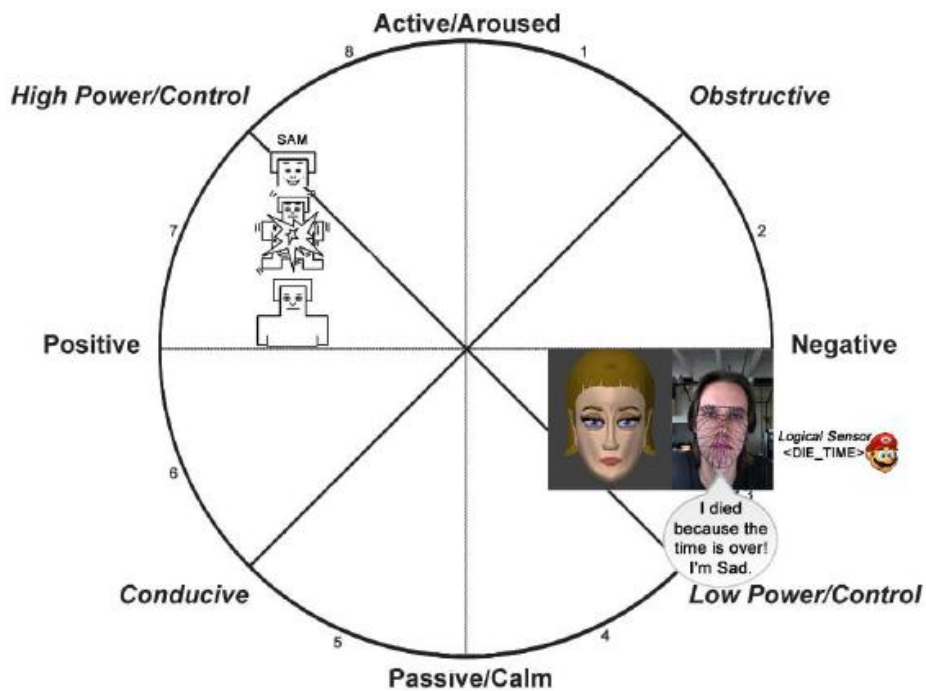 Active/Aroused
8
1
High Power/Control
Obstructive
SAM
7
2
Positive
Negative
Logical Sensor
<DIE_TIME>
6
3
I died
because the
time is over!
I'm Sad.
Conducive
Low Power/Control
5
4
Passive/Calm